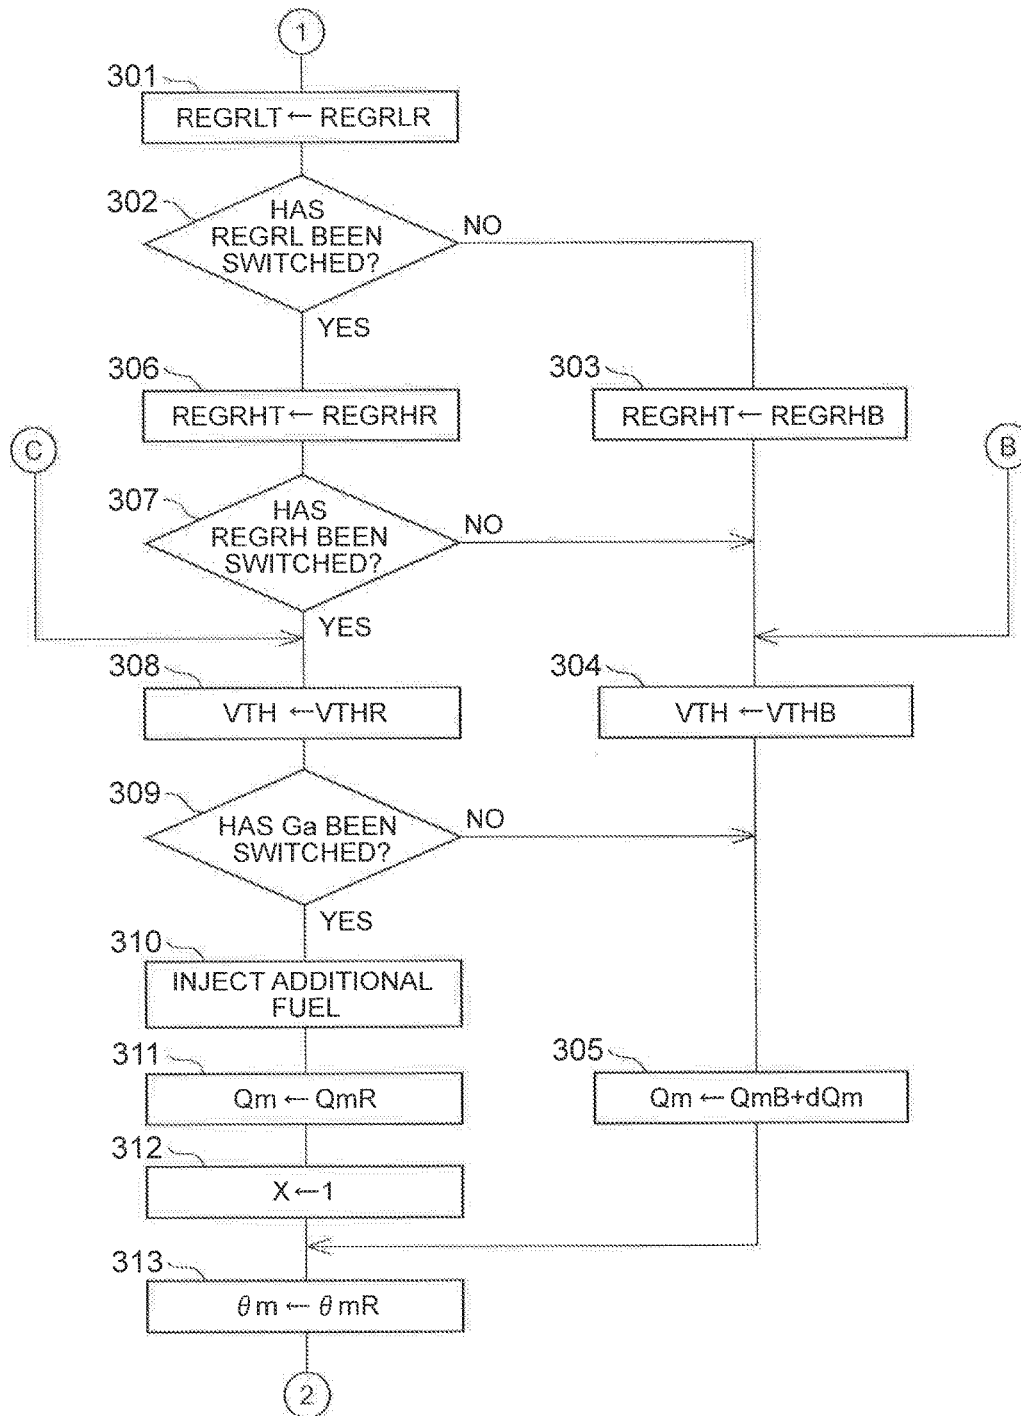 1
301
REGRLT ← REGRLR
302
HAS
REGRL BEEN
SWITCHED?
NO
YES
306
REGRHT ← REGRHR
303
REGRHT ← REGRHB
C
B
307
HAS
REGRH BEEN
SWITCHED?
NO
YES
308
VTH ←VTHR
304
VTH ←VTHB
309
HAS Ga BEEN
SWITCHED?
NO
YES
310
INJECT ADDITIONAL
FUEL
311
Qm ← QmR
305
Qm ← QmB+dQm
312
X ←1
313
θm ← θmR
2